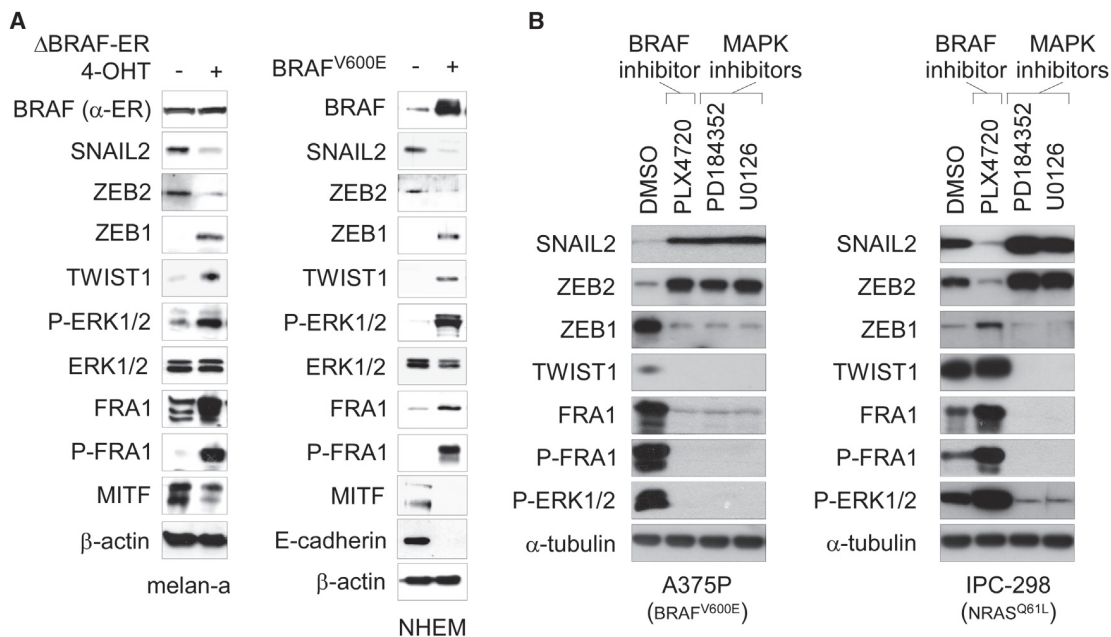 A
ΔBRAF-ER
4-OHT - +
BRAF (α-ER)
SNAIL2
ZEB2
ZEB1
TWIST1
P-ERK1/2
ERK1/2
FRA1
P-FRA1
MITF
β-actin
melan-a
BRAFV600E - +
BRAF
SNAIL2
ZEB2
ZEB1
TWIST1
P-ERK1/2
ERK1/2
FRA1
P-FRA1
MITF
E-cadherin
β-actin
NHEM
B
BRAF MAPK
inhibitor inhibitors
DMSO
PLX4720
PD184352
U0126
SNAIL2
ZEB2
ZEB1
TWIST1
FRA1
P-FRA1
P-ERK1/2
α-tubulin
A375P
(BRAFV600E)
BRAF MAPK
inhibitor inhibitors
DMSO
PLX4720
PD184352
U0126
SNAIL2
ZEB2
ZEB1
TWIST1
FRA1
P-FRA1
P-ERK1/2
α-tubulin
IPC-298
(NRASQ61L)